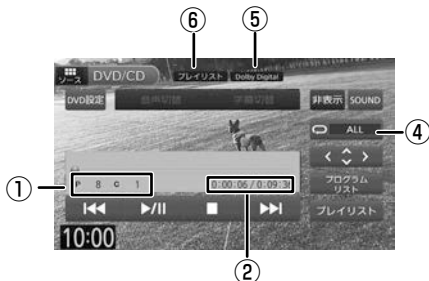 ⑥ ⑤
ソース DVD/CD プレイリスト Dolby Digital
DVD設定 音声切替 字幕切替 非表示 SOUND
ALL ④
① P 8 C 1 0:00:06 / 0:09:36
プログラム
リスト
プレイリスト
10:00
②